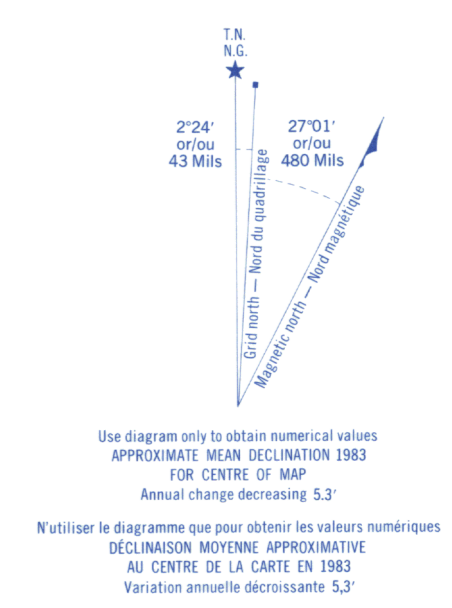 T.N.
N.G.
2°24′
or/ou
43 Mils
27°01′
or/ou
480 Mils
Grid north — Nord du quadrillage
Magnetic north — Nord magnétique
Use diagram only to obtain numerical values
APPROXIMATE MEAN DECLINATION 1983
FOR CENTRE OF MAP
Annual change decreasing 5.3′
N'utiliser le diagramme que pour obtenir les valeurs numériques
DÉCLINAISON MOYENNE APPROXIMATIVE
AU CENTRE DE LA CARTE EN 1983
Variation annuelle décroissante 5,3′